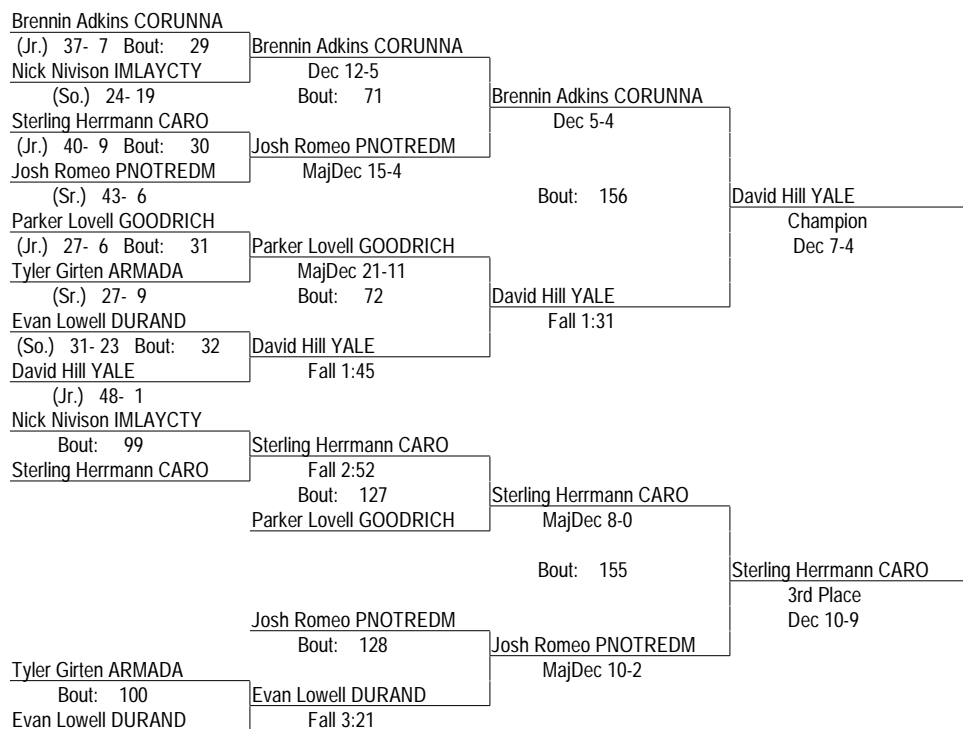 Brennin Adkins CORUNNA
(Jr.) 37- 7 Bout: 29
Brennin Adkins CORUNNA
Nick Nivison IMLAYCTY
Dec 12-5
(So.) 24- 19
Bout: 71
Brennin Adkins CORUNNA
Sterling Herrmann CARO
Dec 5-4
(Jr.) 40- 9 Bout: 30
Josh Romeo PNOTREDM
Josh Romeo PNOTREDM
MajDec 15-4
(Sr.) 43- 6
Bout: 156
David Hill YALE
Parker Lovell GOODRICH
Champion
(Jr.) 27- 6 Bout: 31
Parker Lovell GOODRICH
Dec 7-4
Tyler Girten ARMADA
MajDec 21-11
(Sr.) 27- 9
Bout: 72
David Hill YALE
Evan Lowell DURAND
Fall 1:31
(So.) 31- 23 Bout: 32
David Hill YALE
David Hill YALE
Fall 1:45
(Jr.) 48- 1
Nick Nivison IMLAYCTY
Bout: 99
Sterling Herrmann CARO
Sterling Herrmann CARO
Fall 2:52
Bout: 127
Sterling Herrmann CARO
Parker Lovell GOODRICH
MajDec 8-0
Bout: 155
Sterling Herrmann CARO
3rd Place
Dec 10-9
Josh Romeo PNOTREDM
Bout: 128
Josh Romeo PNOTREDM
Tyler Girten ARMADA
MajDec 10-2
Bout: 100
Evan Lowell DURAND
Evan Lowell DURAND
Fall 3:21